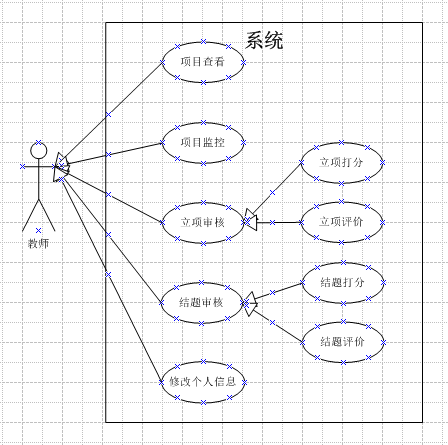 系统
项目查看
项目监控
立项打分
立项审核
立项评价
教师
结题打分
结题审核
结题评价
修改个人信息